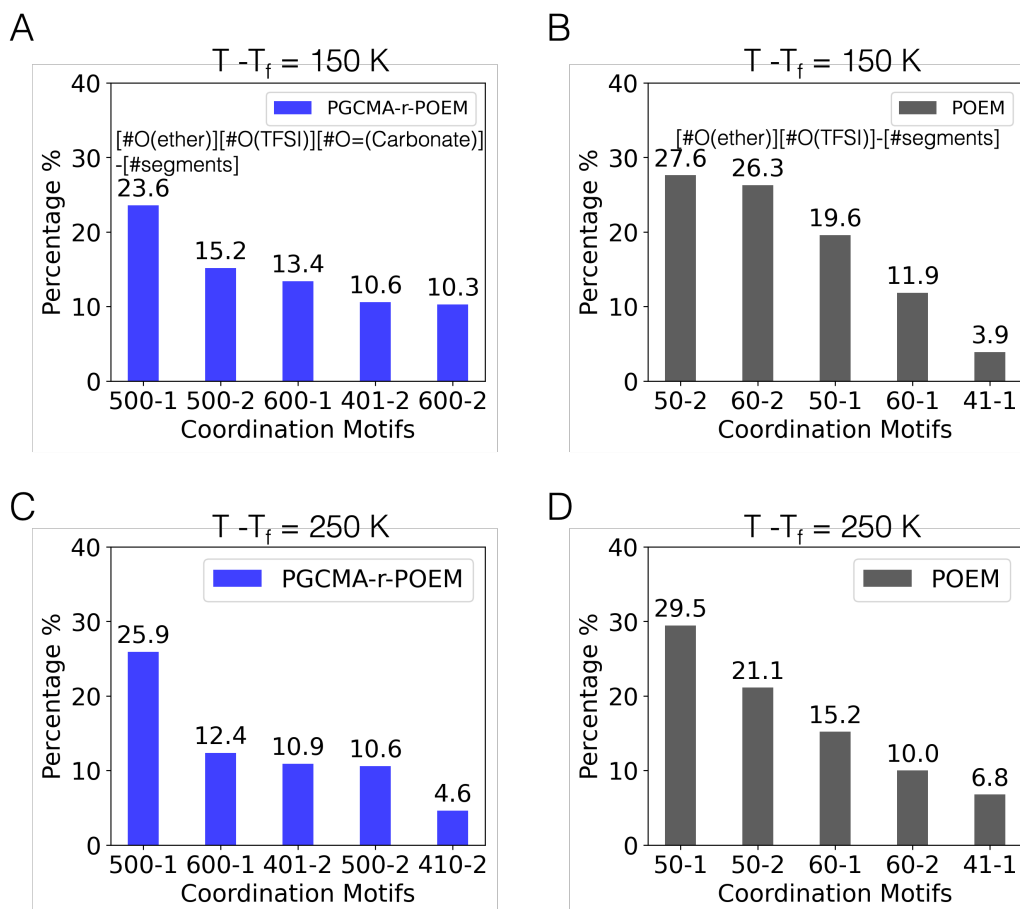 A
T -Tf = 150 K
PGCMA-r-POEM
[#O(ether)][#O(TFSI)][#O=(Carbonate)]
-[#segments]
Percentage %
40
30
20
10
0
23.6
15.2
13.4
10.6
10.3
500-1 500-2 600-1 401-2 600-2
Coordination Motifs
B
T -Tf = 150 K
POEM
[#O(ether)][#O(TFSI)]-[#segments]
Percentage %
40
30
20
10
0
27.6
26.3
19.6
11.9
3.9
50-2 60-2 50-1 60-1 41-1
Coordination Motifs
C
T -Tf = 250 K
PGCMA-r-POEM
Percentage %
40
30
20
10
0
25.9
12.4
10.9
10.6
4.6
500-1 600-1 401-2 500-2 410-2
Coordination Motifs
D
T -Tf = 250 K
POEM
Percentage %
40
30
20
10
0
29.5
21.1
15.2
10.0
6.8
50-1 50-2 60-1 60-2 41-1
Coordination Motifs